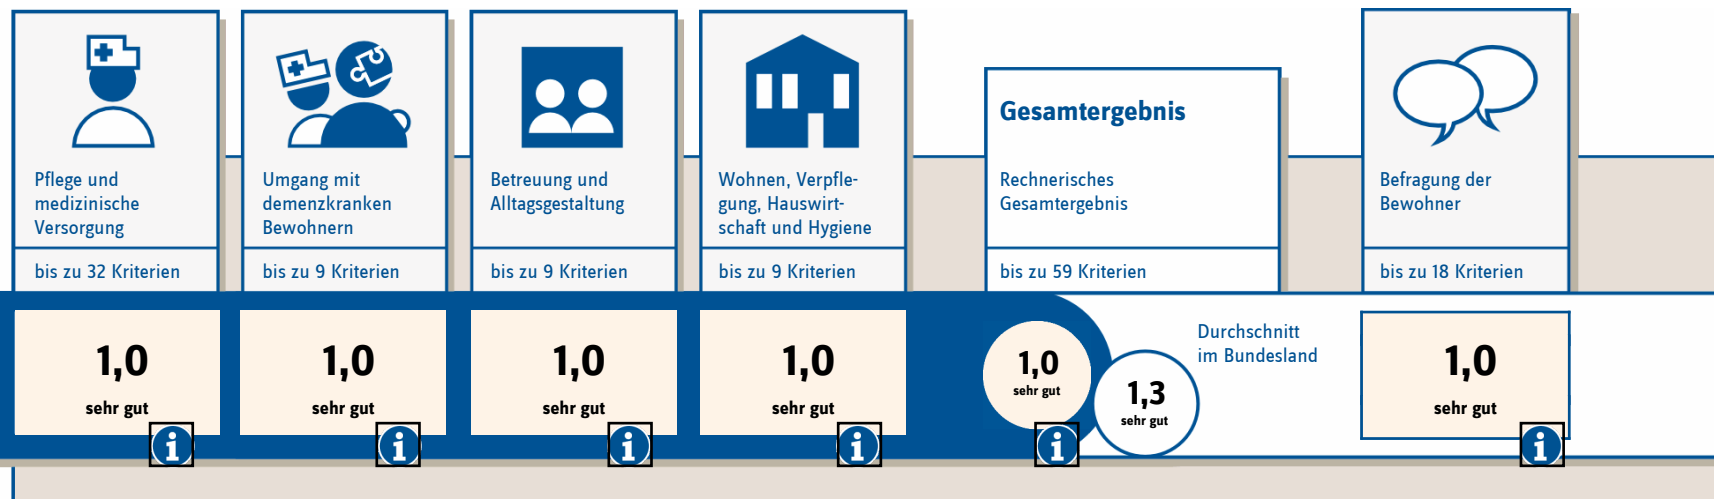 Pflege und
medizinische
Versorgung
bis zu 32 Kriterien
1,0
sehr gut
i
Umgang mit
demenzkranken
Bewohnern
bis zu 9 Kriterien
1,0
sehr gut
i
Betreuung und
Alltagsgestaltung
bis zu 9 Kriterien
1,0
sehr gut
i
Wohnen, Verpfle-
gung, Hauswirt-
schaft und Hygiene
bis zu 9 Kriterien
1,0
sehr gut
i
Gesamtergebnis
Rechnerisches
Gesamtergebnis
bis zu 59 Kriterien
1,0
sehr gut
i
1,3
sehr gut
Durchschnitt
im Bundesland
Befragung der
Bewohner
bis zu 18 Kriterien
1,0
sehr gut
i